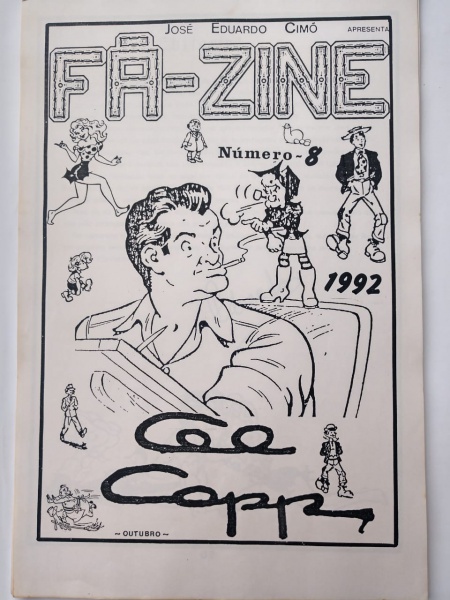 JOSÉ EDUARDO CIMÓ APRESENTA
FÃ-ZINE
Número-8
1992
Al
Capp
~OUTUBRO~